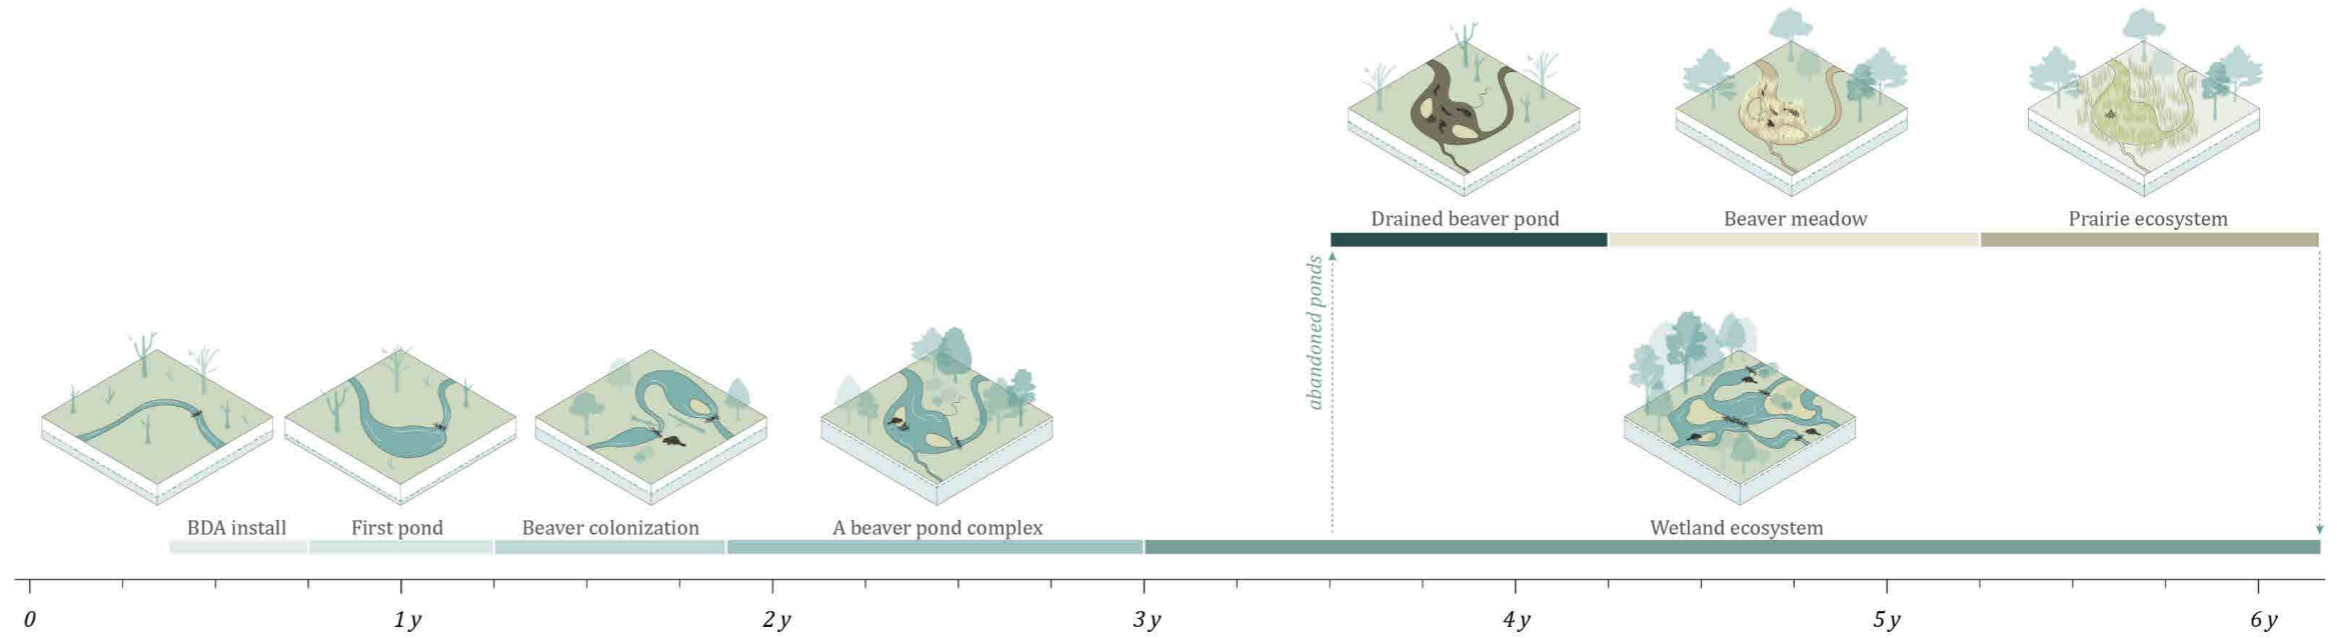 Drained beaver pond
Beaver meadow
Prairie ecosystem
abandoned ponds
BDA install
First pond
Beaver colonization
A beaver pond complex
Wetland ecosystem
0
1 y
2 y
3 y
4 y
5 y
6 y